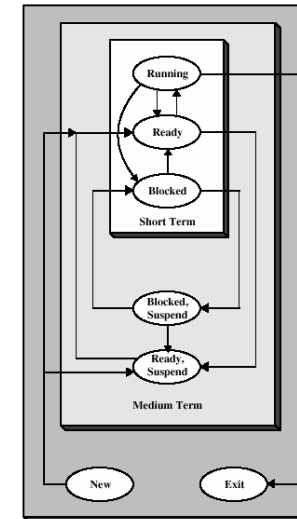 Running
Ready
Blocked
Short Term
Blocked,
Suspend
Ready,
Suspend
Medium Term
New
Exit